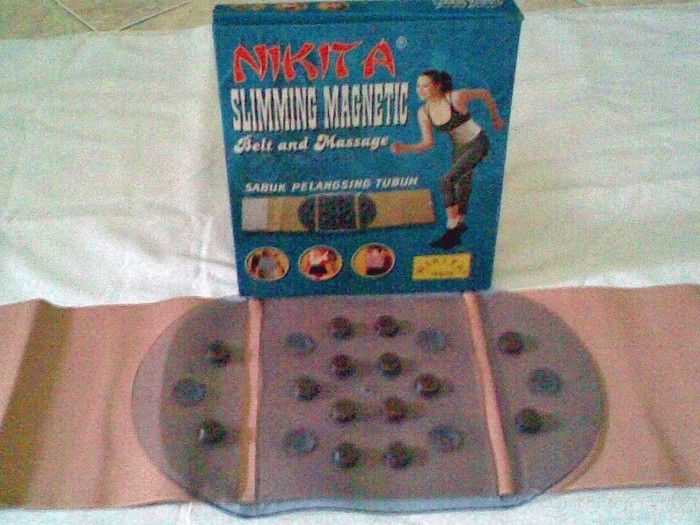 NIKITA®
SLIMMING MAGNETIC
Belt and Massage
SABUK PELANGSING TUBUH